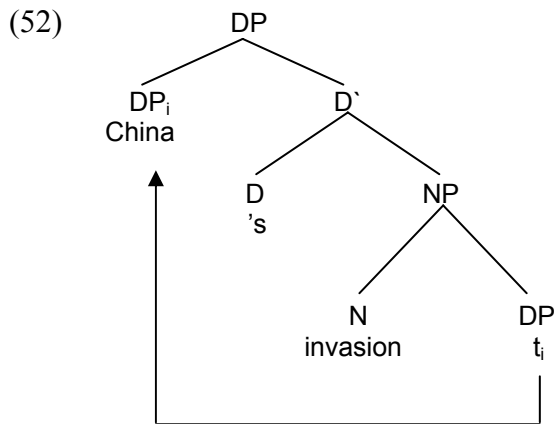 (52) DP
DPi D`
China
D NP
's
N DP
invasion ti